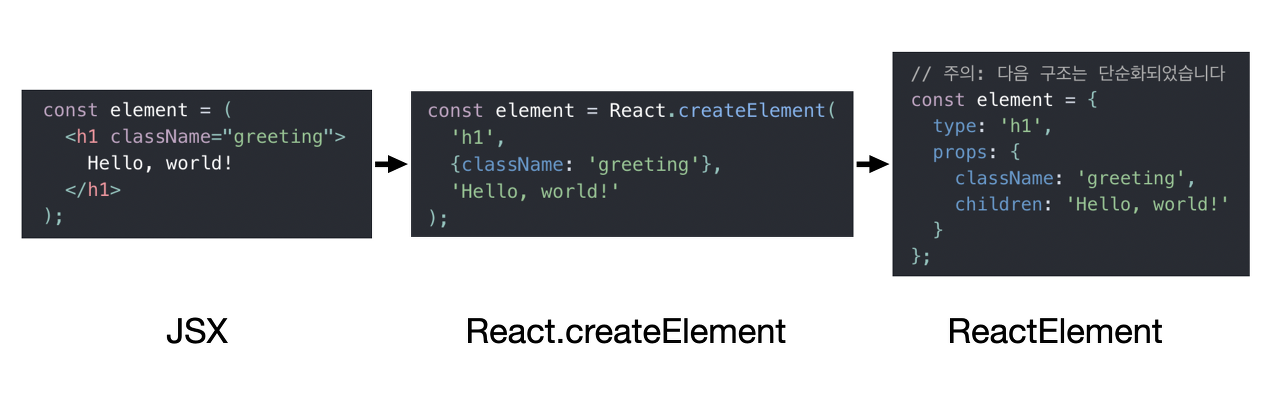 const element = (
  <h1 className="greeting">
    Hello, world!
  </h1>
);
const element = React.createElement(
  'h1',
  {className: 'greeting'},
  'Hello, world!'
);
// 주의: 다음 구조는 단순화되었습니다
const element = {
  type: 'h1',
  props: {
    className: 'greeting',
    children: 'Hello, world!'
  }
};
JSX
React.createElement
ReactElement